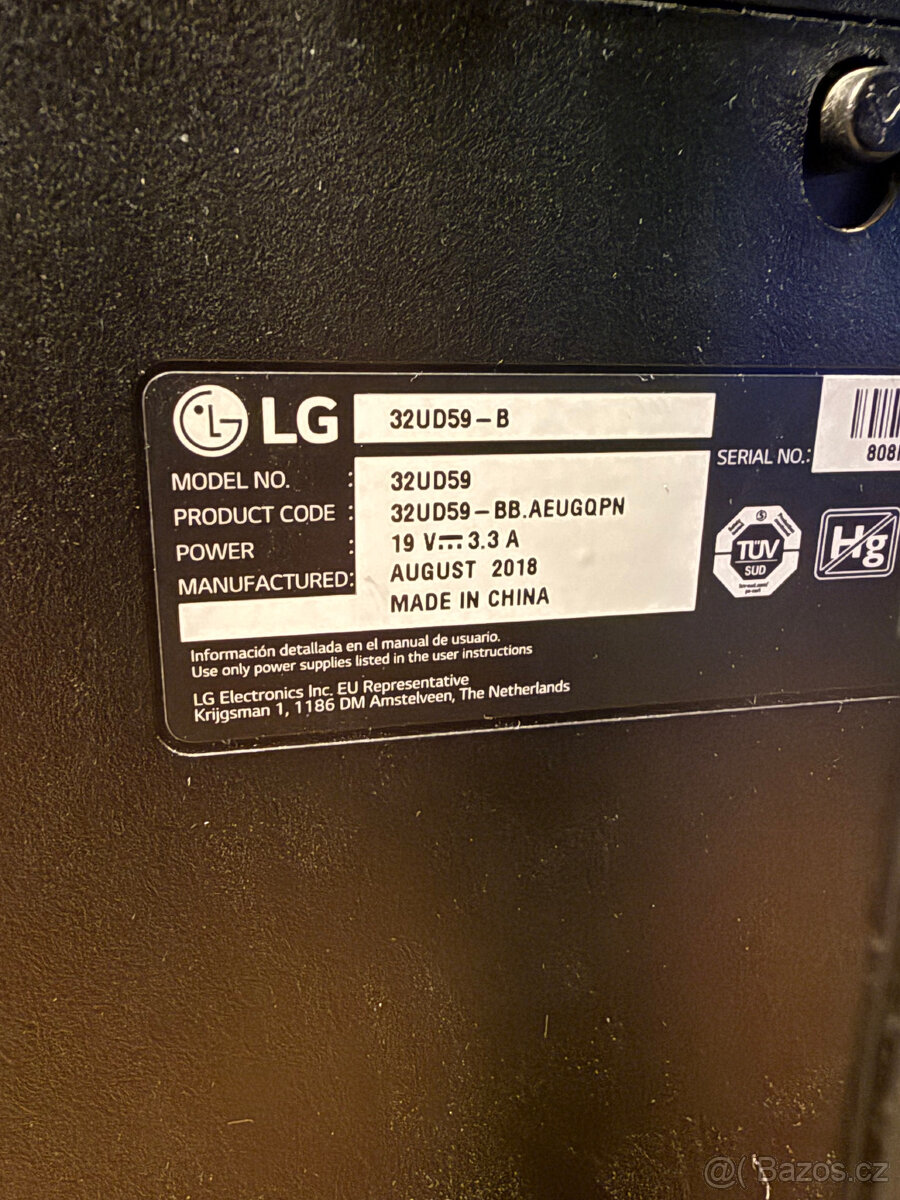 LG 32UD59-B
MODEL NO. : 32UD59
PRODUCT CODE : 32UD59-BB.AEUGQPN
POWER : 19 V⎓3.3 A
MANUFACTURED: AUGUST 2018
MADE IN CHINA
Información detallada en el manual de usuario.
Use only power supplies listed in the user instructions
LG Electronics Inc. EU Representative
Krijgsman 1, 1186 DM Amstelveen, The Netherlands
SERIAL NO.:
TÜV
SUD
Hg
@( Bazos.cz